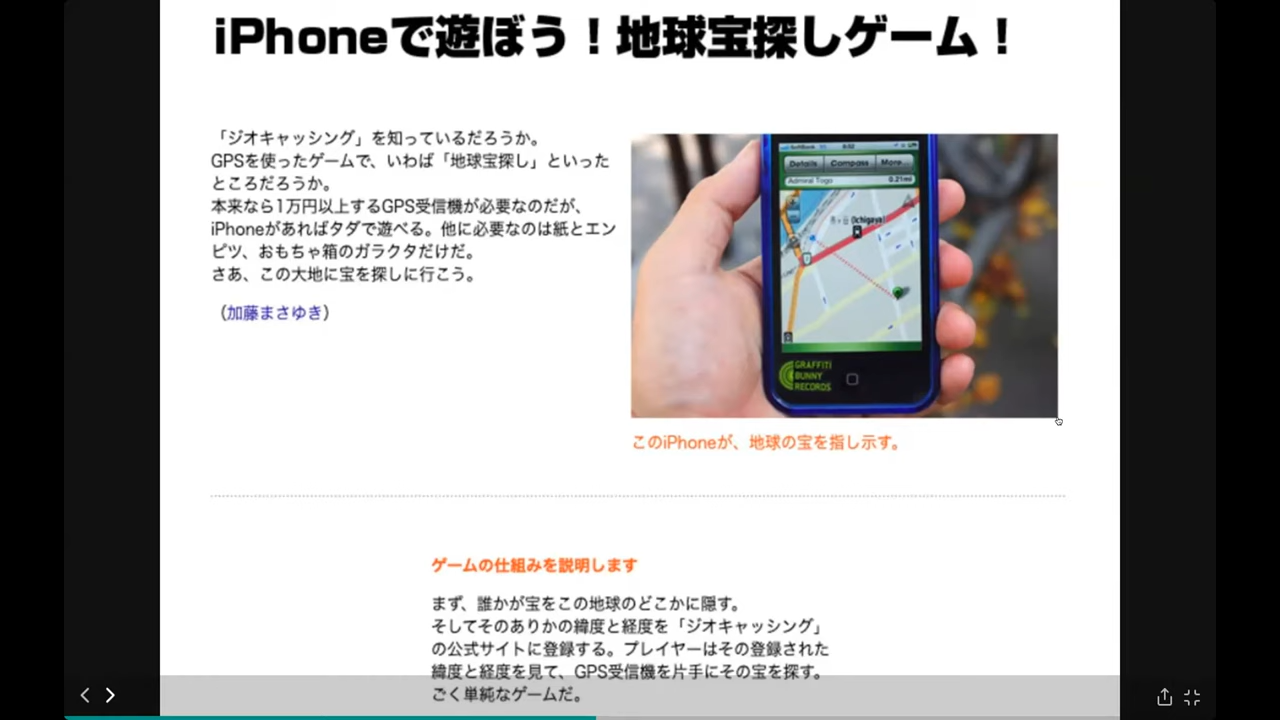 iPhoneで遊ぼう！地球宝探しゲーム！
「ジオキャッシング」を知っているだろうか。
GPSを使ったゲームで、いわば「地球宝探し」といった
ところだろうか。
本来なら1万円以上するGPS受信機が必要なのだが、
iPhoneがあればタダで遊べる。他に必要なのは紙とエン
ピツ、おもちゃ箱のガラクタだけだ。
さあ、この大地に宝を探しに行こう。
（加藤まさゆき）
SoftBank
Details Compass More
Admiral Togo 0.21mi
(Ichigaya)
GRAFFITI
BUNNY
RECORDS
このiPhoneが、地球の宝を指し示す。
ゲームの仕組みを説明します
まず、誰かが宝をこの地球のどこかに隠す。
そしてそのありかの緯度と経度を「ジオキャッシング」
の公式サイトに登録する。プレイヤーはその登録された
緯度と経度を見て、GPS受信機を片手にその宝を探す。
ごく単純なゲームだ。